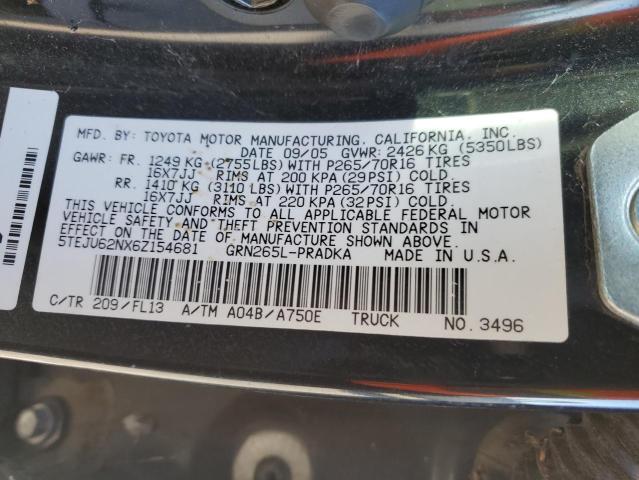 MFD. BY: TOYOTA MOTOR MANUFACTURING, CALIFORNIA, INC.
DATE 09/05 GVWR: 2426KG (5350LBS)
GAWR: FR. 1249 KG (2755LBS) WITH P265/70R16 TIRES
16X7JJ RIMS AT 200 KPA (29PSI) COLD.
RR. 1410 KG (3110 LBS) WITH P265/70R16 TIRES
16X7JJ RIMS AT 220 KPA (32PSI) COLD.
THIS VEHICLE CONFORMS TO ALL APPLICABLE FEDERAL MOTOR
VEHICLE SAFETY AND THEFT PREVENTION STANDARDS IN
EFFECT ON THE DATE OF MANUFACTURE SHOWN ABOVE.
5TEJU62NX6Z154681 GRN265L-PRADKA MADE IN U.S.A.
C/TR 209/FL13 A/TM A04B/A750E TRUCK NO. 3496